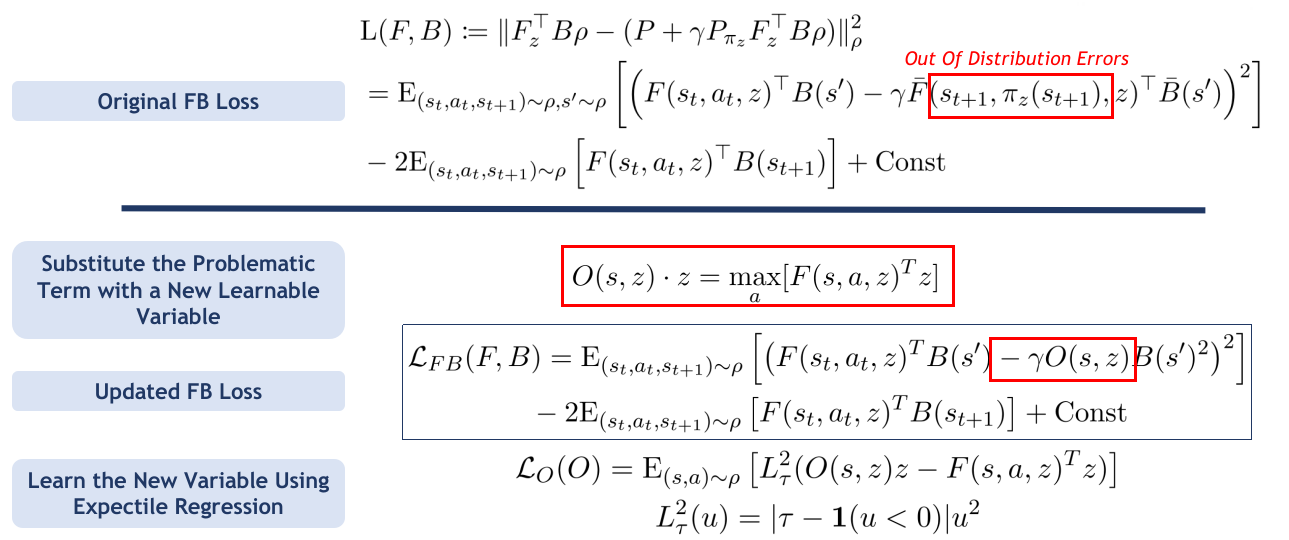 L(F, B) ≔ ∥F_z^⊤Bρ − (P + γP_{π_z}F_z^⊤Bρ)∥_ρ^2
Out Of Distribution Errors
Original FB Loss
= E_{(s_t,a_t,s_{t+1})∼ρ,s′∼ρ} [(F(s_t, a_t, z)^⊤B(s′) − γF̄(s_{t+1}, π_z(s_{t+1}), z)^⊤B̄(s′))^2]
− 2E_{(s_t,a_t,s_{t+1})∼ρ} [F(s_t, a_t, z)^⊤B(s_{t+1})] + Const
Substitute the Problematic
Term with a New Learnable
Variable
O(s, z) · z = max_a[F(s, a, z)^T z]
Updated FB Loss
ℒ_{FB}(F, B) = E_{(s_t,a_t,s_{t+1})∼ρ} [(F(s_t, a_t, z)^T B(s′) − γO(s, z)B(s′)^2)^2]
− 2E_{(s_t,a_t,s_{t+1})∼ρ} [F(s_t, a_t, z)^T B(s_{t+1})] + Const
Learn the New Variable Using
Expectile Regression
ℒ_O(O) = E_{(s,a)∼ρ} [L_τ^2(O(s, z)z − F(s, a, z)^T z)]
L_τ^2(u) = |τ − 𝟏(u < 0)|u^2